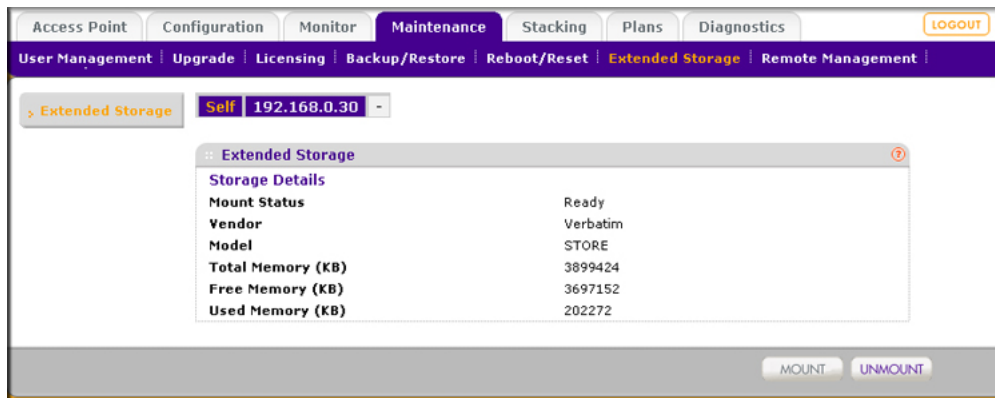 Access Point Configuration Monitor Maintenance Stacking Plans Diagnostics LOGOUT
User Management Upgrade Licensing Backup/Restore Reboot/Reset Extended Storage Remote Management
Extended Storage Self 192.168.0.30 -
Extended Storage ?
Storage Details
Mount Status Ready
Vendor Verbatim
Model STORE
Total Memory (KB) 3899424
Free Memory (KB) 3697152
Used Memory (KB) 202272
MOUNT UNMOUNT